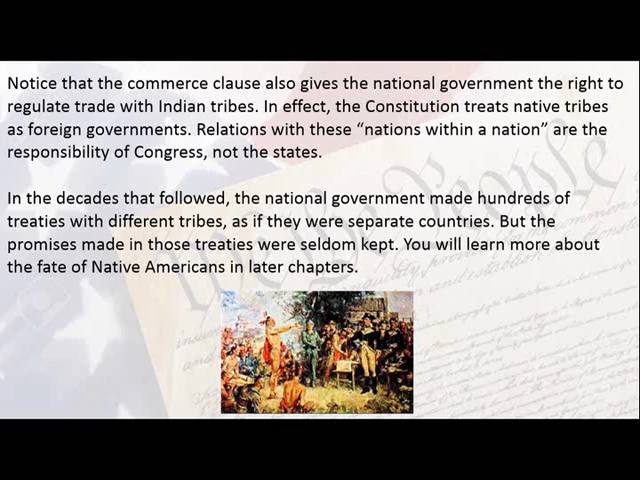 Notice that the commerce clause also gives the national government the right to
regulate trade with Indian tribes. In effect, the Constitution treats native tribes
as foreign governments. Relations with these “nations within a nation” are the
responsibility of Congress, not the states.
In the decades that followed, the national government made hundreds of
treaties with different tribes, as if they were separate countries. But the
promises made in those treaties were seldom kept. You will learn more about
the fate of Native Americans in later chapters.
We the People